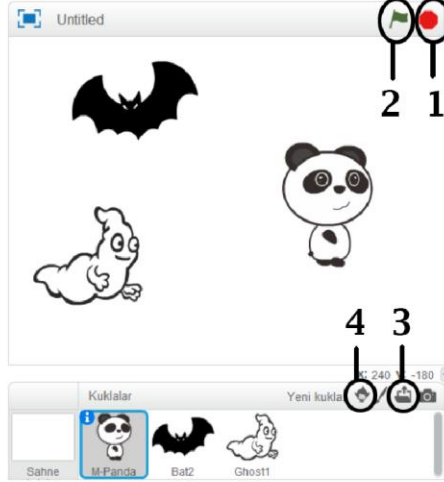 Untitled
2 1
4 3
X: 240 Y: -180
Kuklalar Yeni kukla
M-Panda Bat2 Ghost1
Sahne